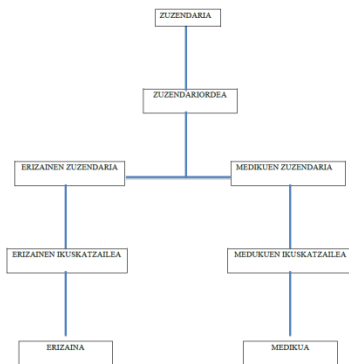 ZUZENDARIA
ZUZENDARIORDEA
ERIZAINEN ZUZENDARIA
MEDIKUEN ZUZENDARIA
ERIZAINEN IKUSKATZAILEA
MEDUKUEN IKUSKATZAILEA
ERIZAINA
MEDIKUA